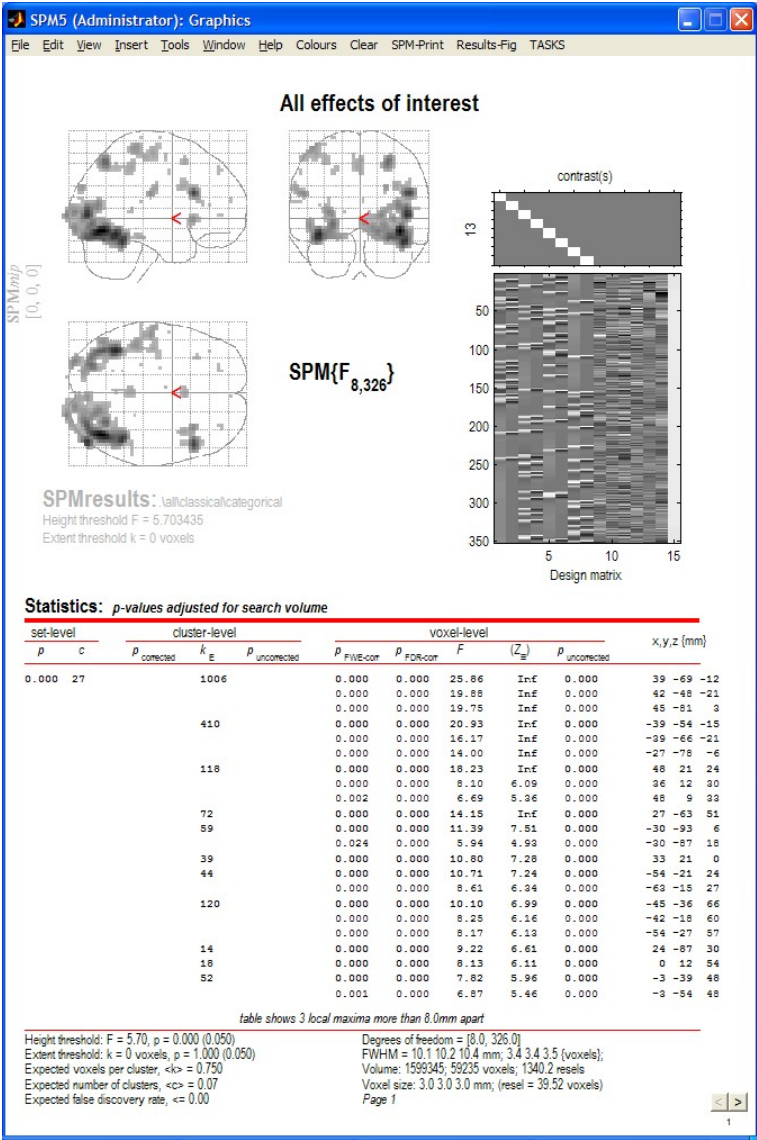 SPM5 (Administrator): Graphics
File Edit View Insert Tools Window Help Colours Clear SPM-Print Results-Fig TASKS
All effects of interest
SPMmip
[0, 0, 0]
<
<
<
SPM{F8,326}
contrast(s)
13
50
100
150
200
250
300
350
5 10 15
Design matrix
SPMresults: .\all\classical\categorical
Height threshold F = 5.703435
Extent threshold k = 0 voxels
Statistics: p-values adjusted for search volume
set-level cluster-level voxel-level x,y,z {mm}
p c p corrected k E p uncorrected p FWE-corr p FDR-corr F (Z≡) p uncorrected
0.000 27 1006 0.000 0.000 25.86 Inf 0.000 39 -69 -12
0.000 0.000 19.88 Inf 0.000 42 -48 -21
0.000 0.000 19.75 Inf 0.000 45 -81 3
410 0.000 0.000 20.93 Inf 0.000 -39 -54 -15
0.000 0.000 16.17 Inf 0.000 -39 -66 -21
0.000 0.000 14.00 Inf 0.000 -27 -78 -6
118 0.000 0.000 18.23 Inf 0.000 48 21 24
0.000 0.000 8.10 6.09 0.000 36 12 30
0.002 0.000 6.69 5.36 0.000 48 9 33
72 0.000 0.000 14.15 Inf 0.000 27 -63 51
59 0.000 0.000 11.39 7.51 0.000 -30 -93 6
0.024 0.000 5.94 4.93 0.000 -30 -87 18
39 0.000 0.000 10.80 7.28 0.000 33 21 0
44 0.000 0.000 10.71 7.24 0.000 -54 -21 24
0.000 0.000 8.61 6.34 0.000 -63 -15 27
120 0.000 0.000 10.10 6.99 0.000 -45 -36 66
0.000 0.000 8.25 6.16 0.000 -42 -18 60
0.000 0.000 8.17 6.13 0.000 -54 -27 57
14 0.000 0.000 9.22 6.61 0.000 24 -87 30
18 0.000 0.000 8.13 6.11 0.000 0 12 54
52 0.000 0.000 7.82 5.96 0.000 -3 -39 48
0.001 0.000 6.87 5.46 0.000 -3 -54 48
table shows 3 local maxima more than 8.0mm apart
Height threshold: F = 5.70, p = 0.000 (0.050)
Extent threshold: k = 0 voxels, p = 1.000 (0.050)
Expected voxels per cluster, <k> = 0.750
Expected number of clusters, <c> = 0.07
Expected false discovery rate, <= 0.00
Degrees of freedom = [8.0, 326.0]
FWHM = 10.1 10.2 10.4 mm; 3.4 3.4 3.5 {voxels};
Volume: 1599345; 59235 voxels; 1340.2 resels
Voxel size: 3.0 3.0 3.0 mm; (resel = 39.52 voxels)
Page 1
< >
1